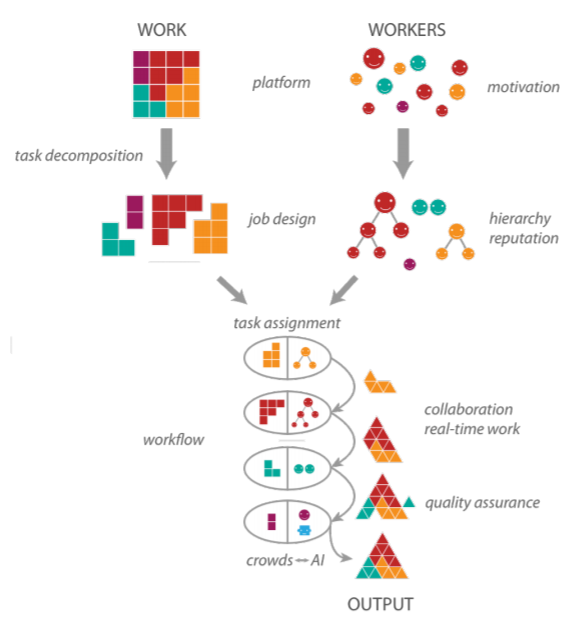 WORK
WORKERS
platform
motivation
task decomposition
job design
hierarchy
reputation
task assignment
collaboration
real-time work
workflow
quality assurance
crowds ↔ AI
OUTPUT